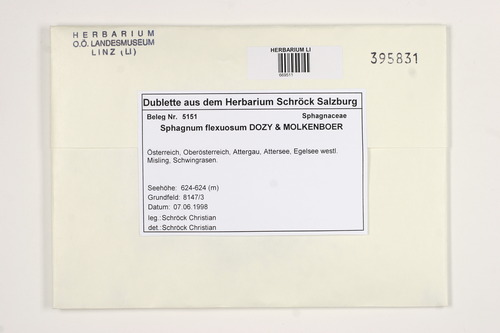 HERBARIUM
O.Ö. LANDESMUSEUM
LINZ (LI)
HERBARIUM LI
395831
Dublette aus dem Herbarium Schröck Salzburg
Beleg Nr. 5151 Sphagnaceae
Sphagnum flexuosum DOZY & MOLKENBOER
Österreich, Oberösterreich, Attergau, Attersee, Egelsee westl.
Misling, Schwingrasen.
Seehöhe: 624-624 (m)
Grundfeld: 8147/3
Datum: 07.06.1998
leg.: Schröck Christian
det.: Schröck Christian